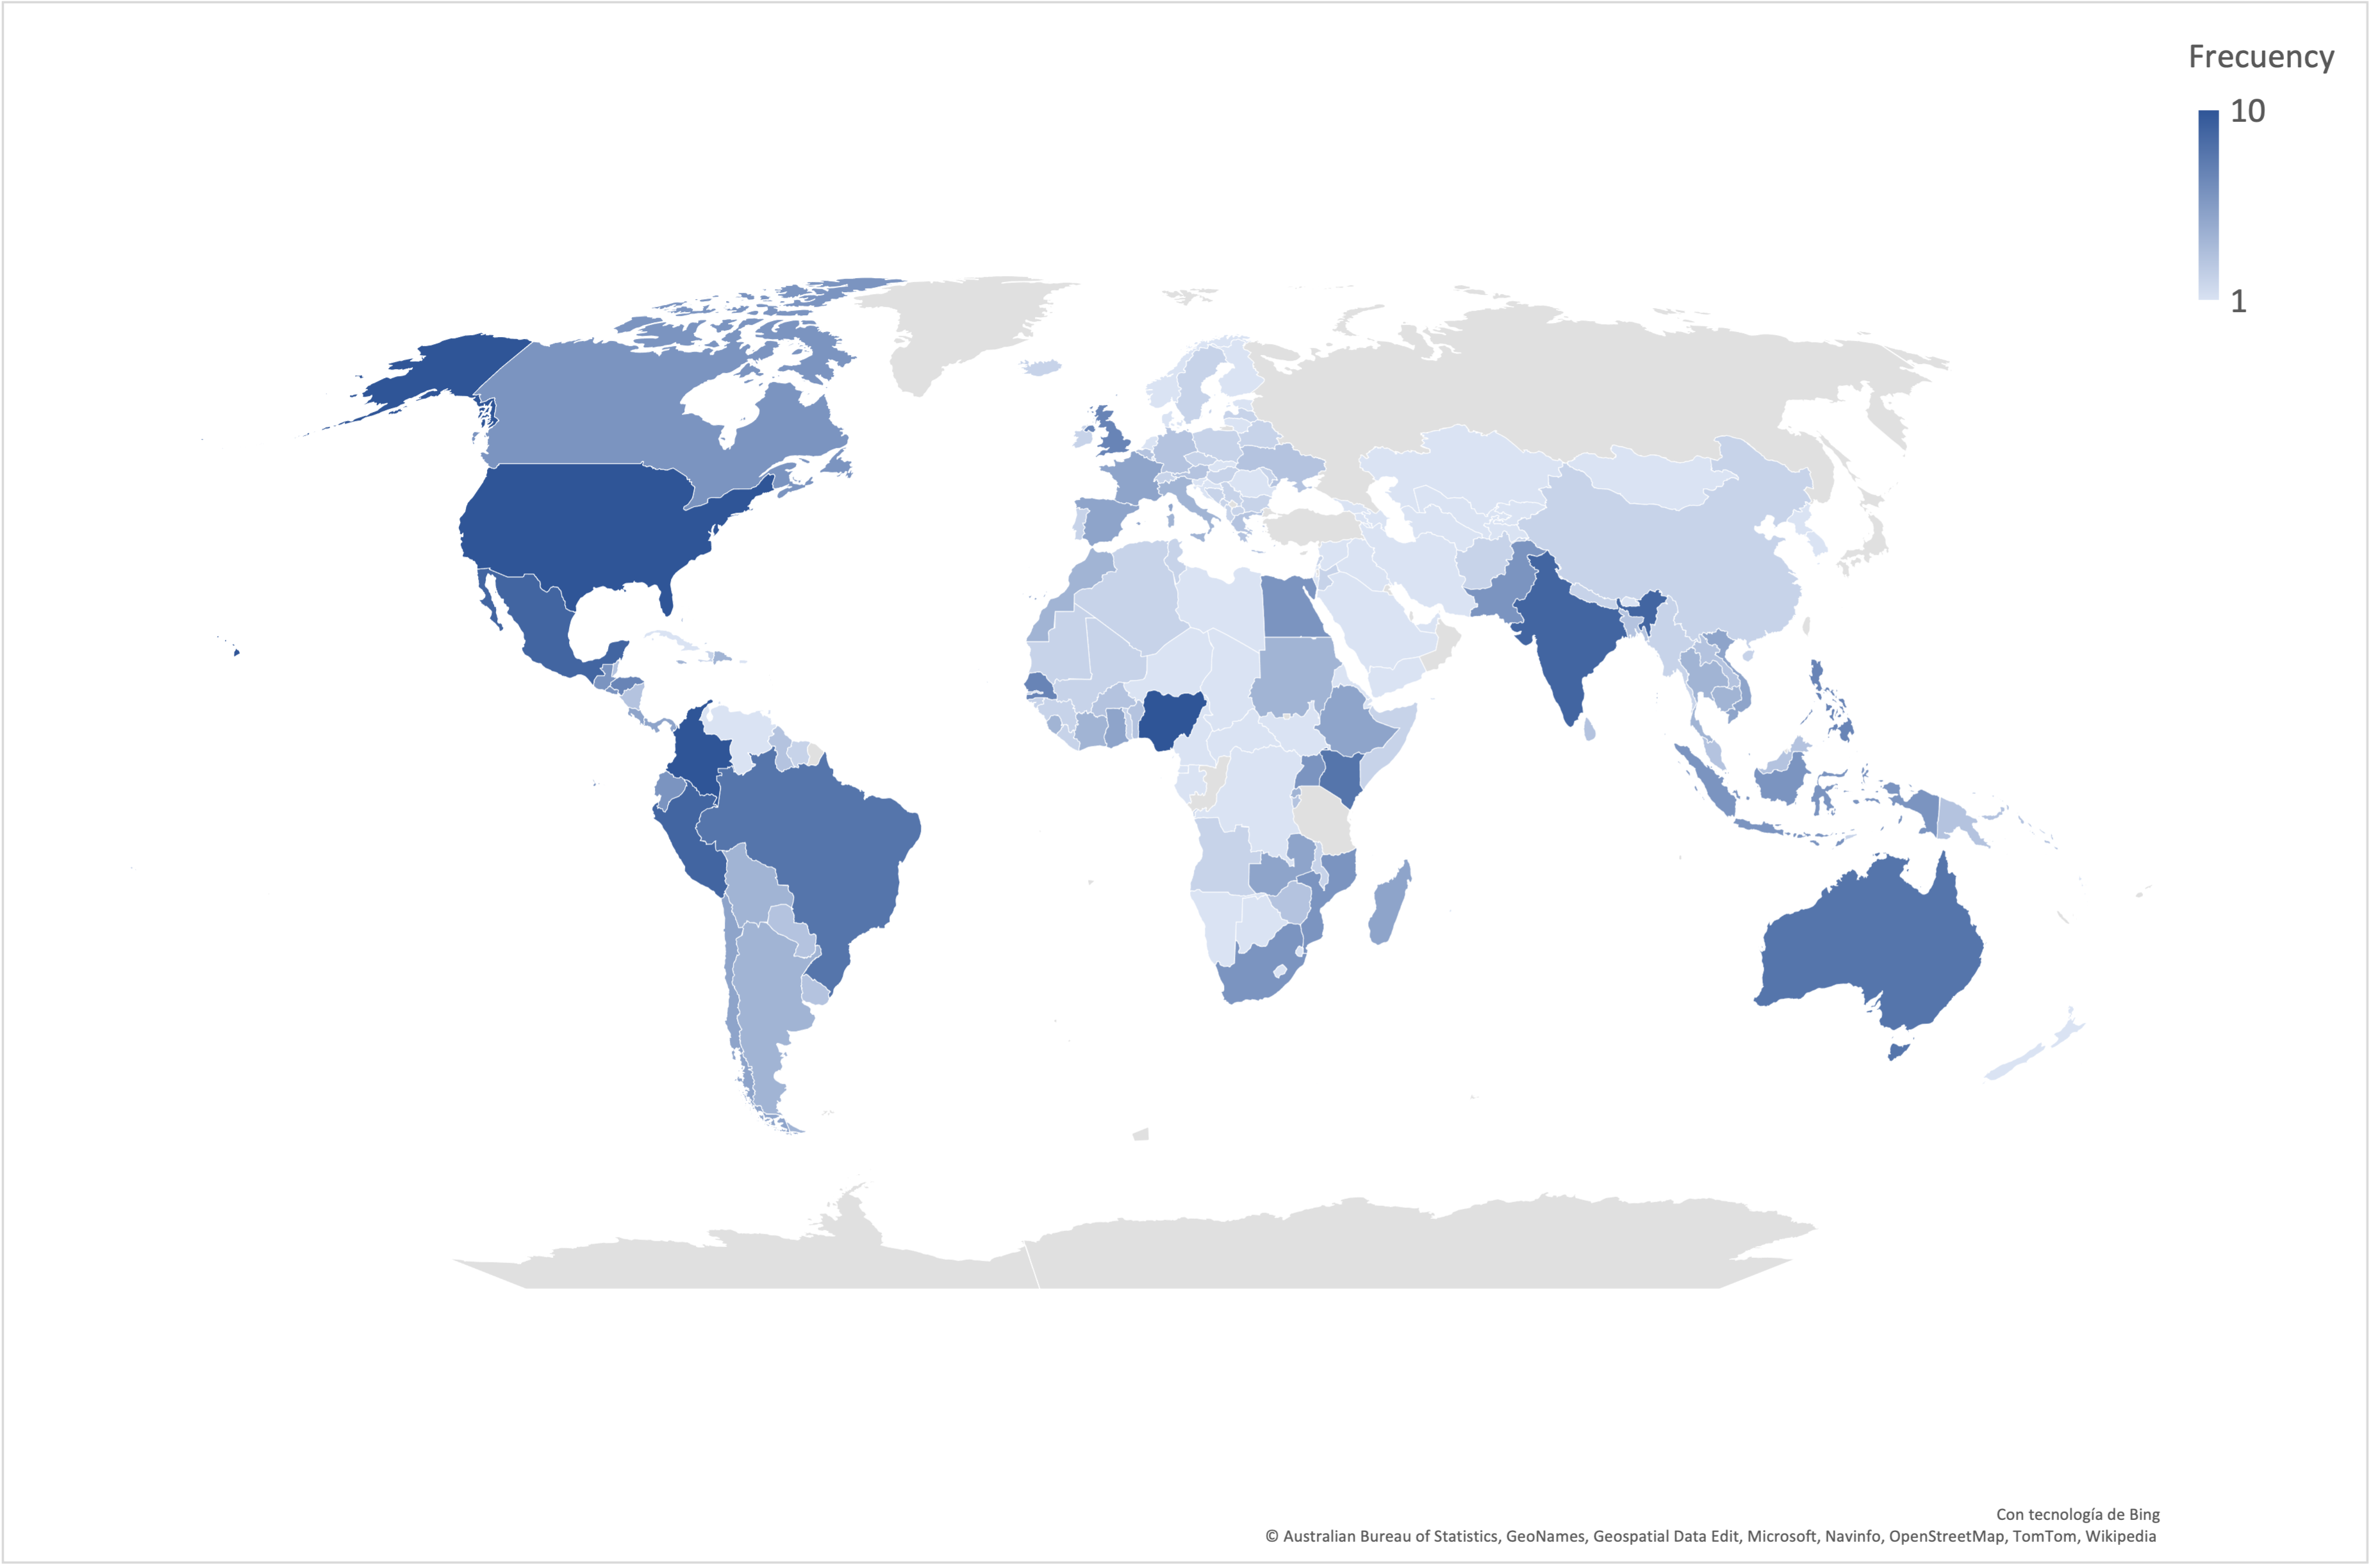 Frecuency
10
1
Con tecnología de Bing
© Australian Bureau of Statistics, GeoNames, Geospatial Data Edit, Microsoft, Navinfo, OpenStreetMap, TomTom, Wikipedia